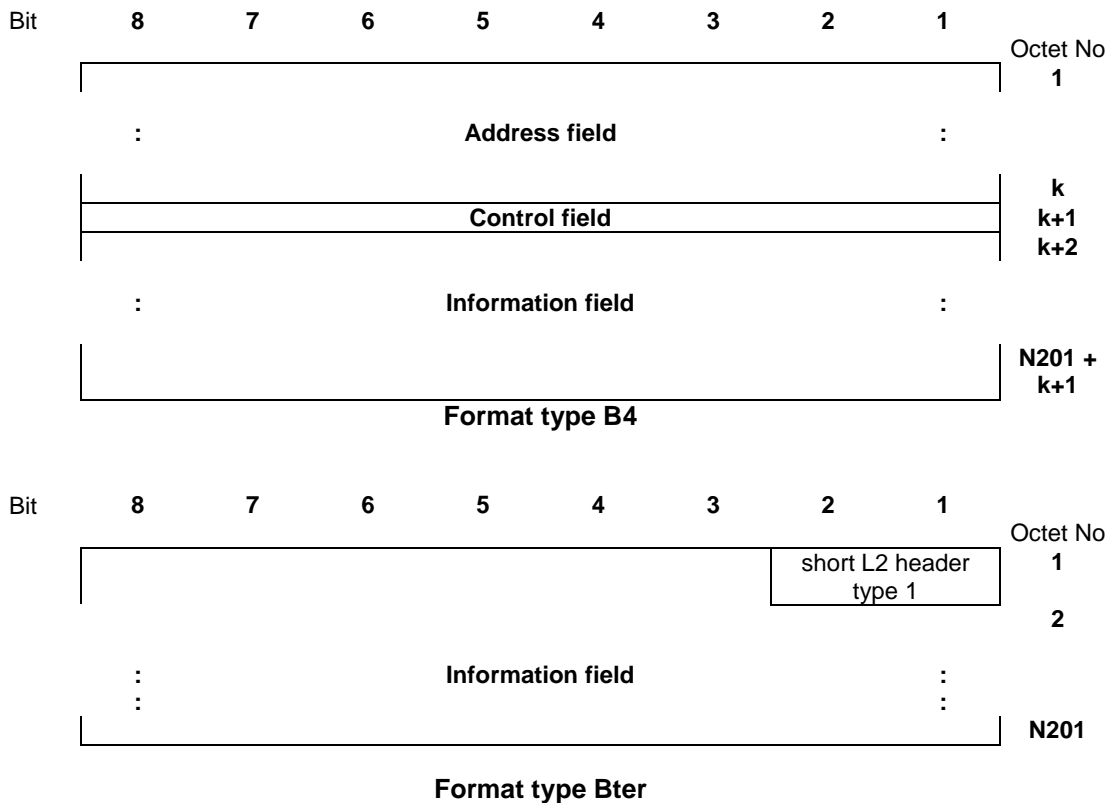 Bit 8 7 6 5 4 3 2 1
Octet No
1
: Address field :
k
Control field k+1
k+2
: Information field :
N201 +
k+1
Format type B4
Bit 8 7 6 5 4 3 2 1
Octet No
short L2 header 1
type 1
2
: Information field :
: :
N201
Format type Bter